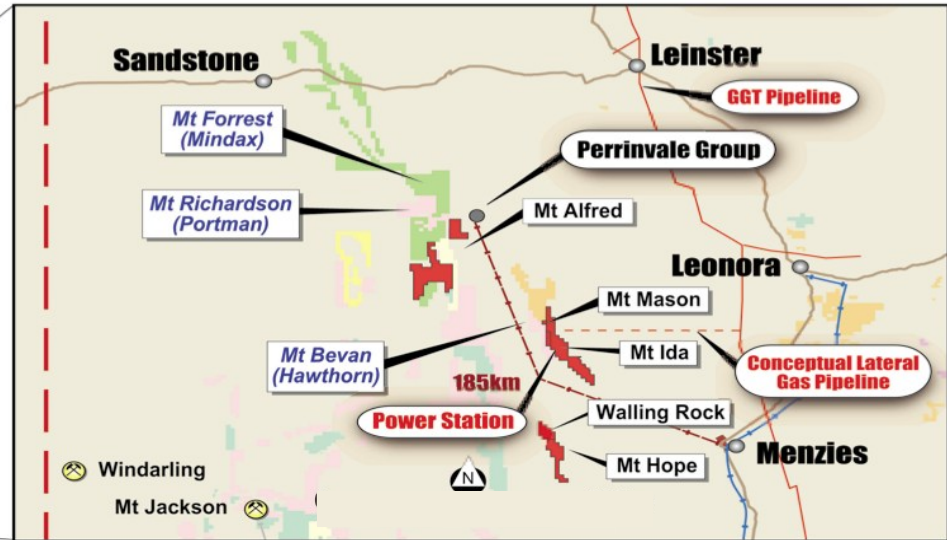 Sandstone
Leinster
GGT Pipeline
Mt Forrest
(Mindax)
Perrinvale Group
Mt Richardson
(Portman)
Mt Alfred
Leonora
Mt Mason
Mt Bevan
(Hawthorn)
Mt Ida
Conceptual Lateral
Gas Pipeline
185km
Power Station
Walling Rock
Menzies
Mt Hope
Windarling
N
Mt Jackson